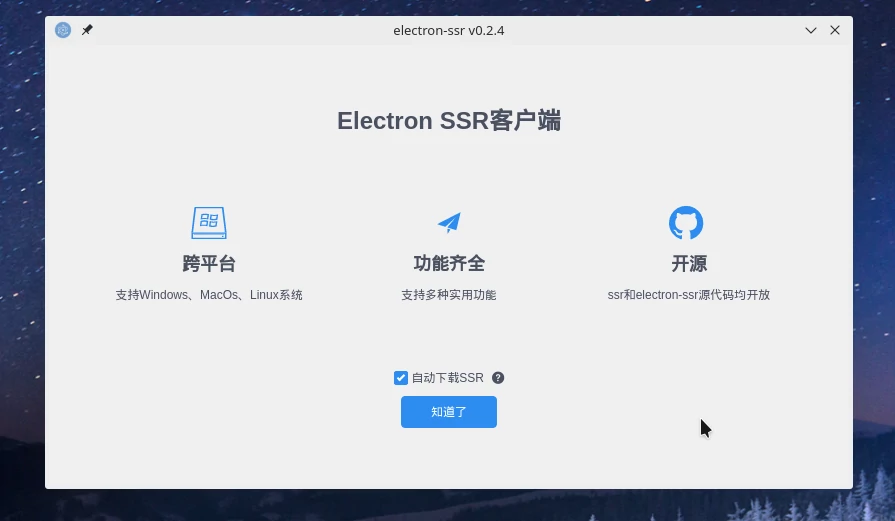 electron-ssr v0.2.4
Electron SSR客户端
跨平台
支持Windows、MacOs、Linux系统
功能齐全
支持多种实用功能
开源
ssr和electron-ssr源代码均开放
自动下载SSR
知道了